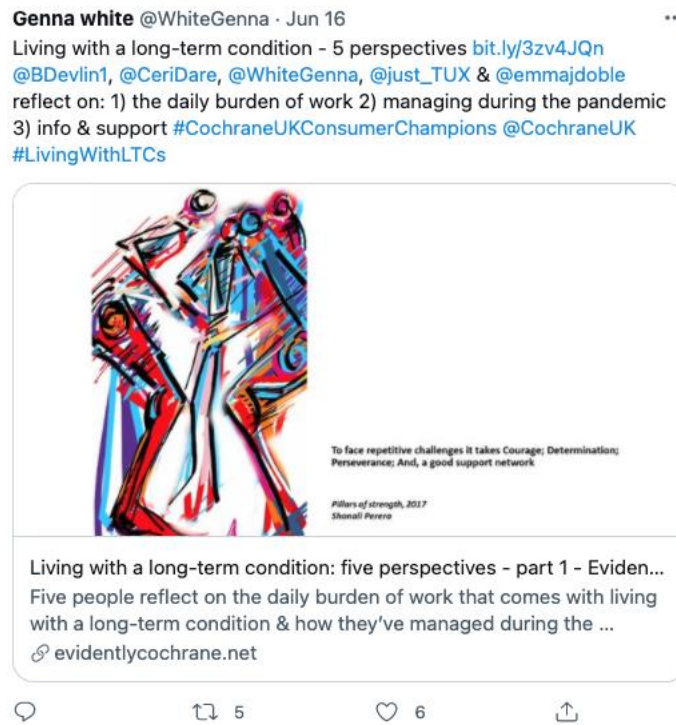 Genna white @WhiteGenna · Jun 16
Living with a long-term condition - 5 perspectives bit.ly/3zv4JQn
@BDevlin1, @CeriDare, @WhiteGenna, @just_TUX & @emmajdoble
reflect on: 1) the daily burden of work 2) managing during the pandemic
3) info & support #CochraneUKConsumerChampions @CochraneUK
#LivingWithLTCs
To face repetitive challenges it takes Courage; Determination;
Perseverance; And, a good support network
Pillars of strength, 2017
Shanali Perera
Living with a long-term condition: five perspectives - part 1 - Eviden...
Five people reflect on the daily burden of work that comes with living
with a long-term condition & how they've managed during the ...
evidentlycochrane.net
5 6